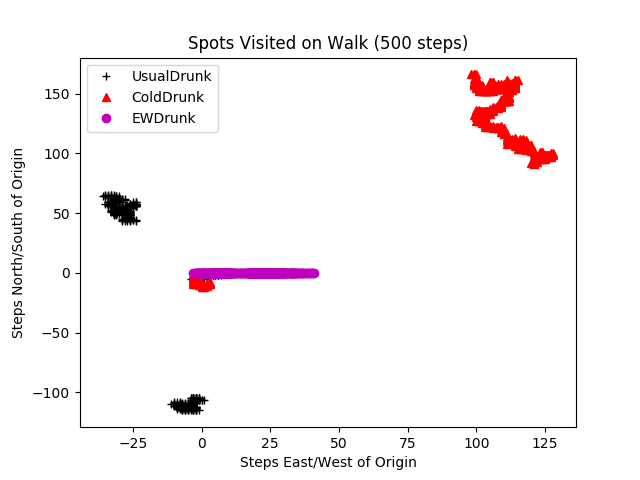 Spots Visited on Walk (500 steps)
UsualDrunk
ColdDrunk
EWDrunk
Steps North/South of Origin
150
100
50
0
−50
−100
−25 0 25 50 75 100 125
Steps East/West of Origin